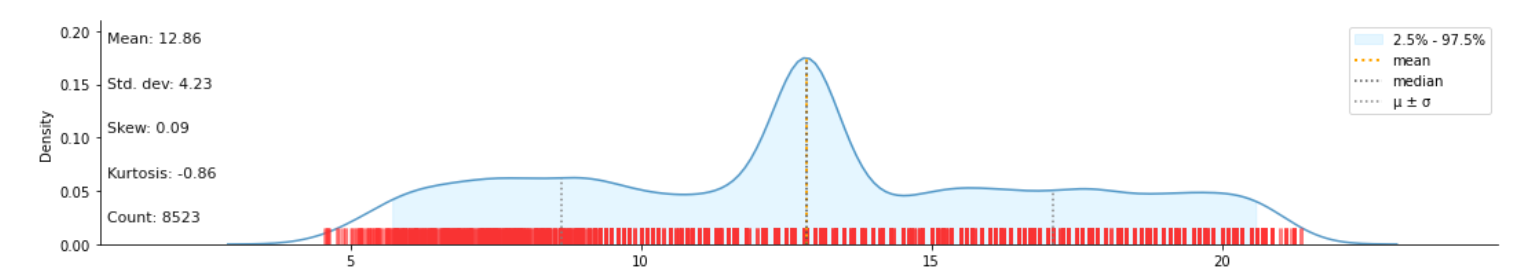 0.20
0.15
0.10
0.05
0.00
Density
Mean: 12.86
Std. dev: 4.23
Skew: 0.09
Kurtosis: -0.86
Count: 8523
2.5% - 97.5%
mean
median
μ ± σ
5
10
15
20